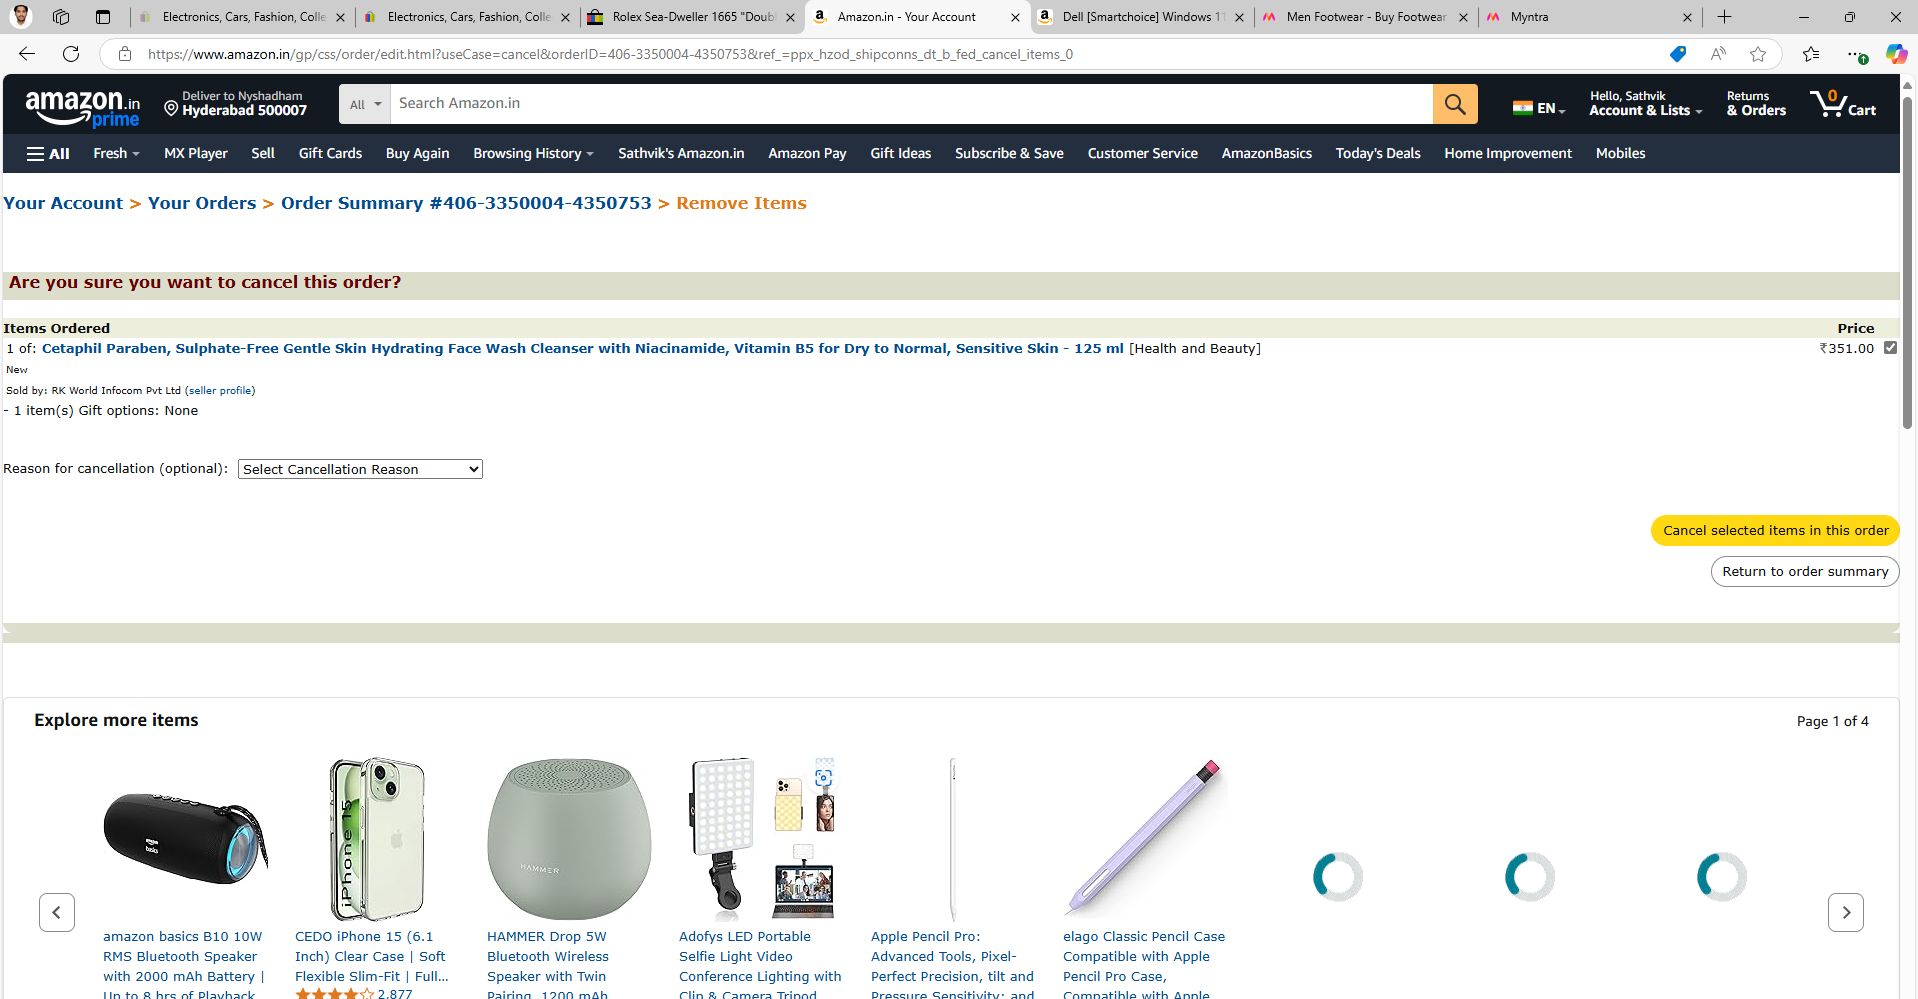 Electronics, Cars, Fashion, Colle
Electronics, Cars, Fashion, Colle
Rolex Sea-Dweller 1665 "Doubl
Amazon.in - Your Account
Dell [Smartchoice] Windows 11
Men Footwear - Buy Footwear
Myntra
https://www.amazon.in/gp/css/order/edit.html?useCase=cancel&orderID=406-3350004-4350753&ref_=ppx_hzod_shipconns_dt_b_fed_cancel_items_0
amazon.in
prime
Deliver to Nyshadham
Hyderabad 500007
All
Search Amazon.in
EN
Hello, Sathvik
Account & Lists
Returns
& Orders
0
Cart
All
Fresh
MX Player
Sell
Gift Cards
Buy Again
Browsing History
Sathvik's Amazon.in
Amazon Pay
Gift Ideas
Subscribe & Save
Customer Service
AmazonBasics
Today's Deals
Home Improvement
Mobiles
Your Account > Your Orders > Order Summary #406-3350004-4350753 > Remove Items
Are you sure you want to cancel this order?
Items Ordered
Price
1 of: Cetaphil Paraben, Sulphate-Free Gentle Skin Hydrating Face Wash Cleanser with Niacinamide, Vitamin B5 for Dry to Normal, Sensitive Skin - 125 ml [Health and Beauty]
₹351.00
New
Sold by: RK World Infocom Pvt Ltd (seller profile)
- 1 item(s) Gift options: None
Reason for cancellation (optional):
Select Cancellation Reason
Cancel selected items in this order
Return to order summary
Explore more items
Page 1 of 4
iPhone 15
HAMMER
amazon basics B10 10W
RMS Bluetooth Speaker
with 2000 mAh Battery |
Up to 8 hrs of Playback
CEDO iPhone 15 (6.1
Inch) Clear Case | Soft
Flexible Slim-Fit | Full...
2,877
HAMMER Drop 5W
Bluetooth Wireless
Speaker with Twin
Pairing, 1200 mAh
Adofys LED Portable
Selfie Light Video
Conference Lighting with
Clip & Camera Tripod
Apple Pencil Pro:
Advanced Tools, Pixel-
Perfect Precision, tilt and
Pressure Sensitivity; and
elago Classic Pencil Case
Compatible with Apple
Pencil Pro Case,
Compatible with Apple